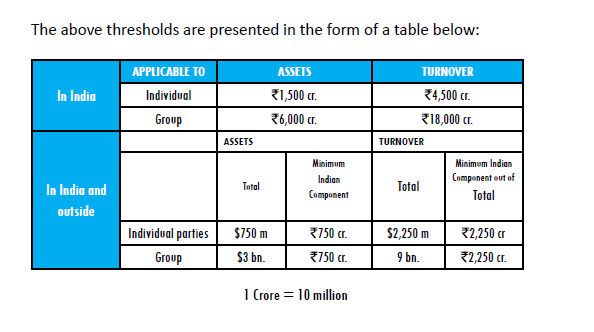 The above thresholds are presented in the form of a table below:
APPLICABLE TO ASSETS TURNOVER
In India Individual ₹1,500 cr. ₹4,500 cr.
Group ₹6,000 cr. ₹18,000 cr.
ASSETS TURNOVER
In India and outside Total Minimum Indian Component Total Minimum Indian Component out of Total
Individual parties $750 m ₹750 cr. $2,250 m ₹2,250 cr
Group $3 bn. ₹750 cr. 9 bn. ₹2,250 cr.
1 Crore = 10 million